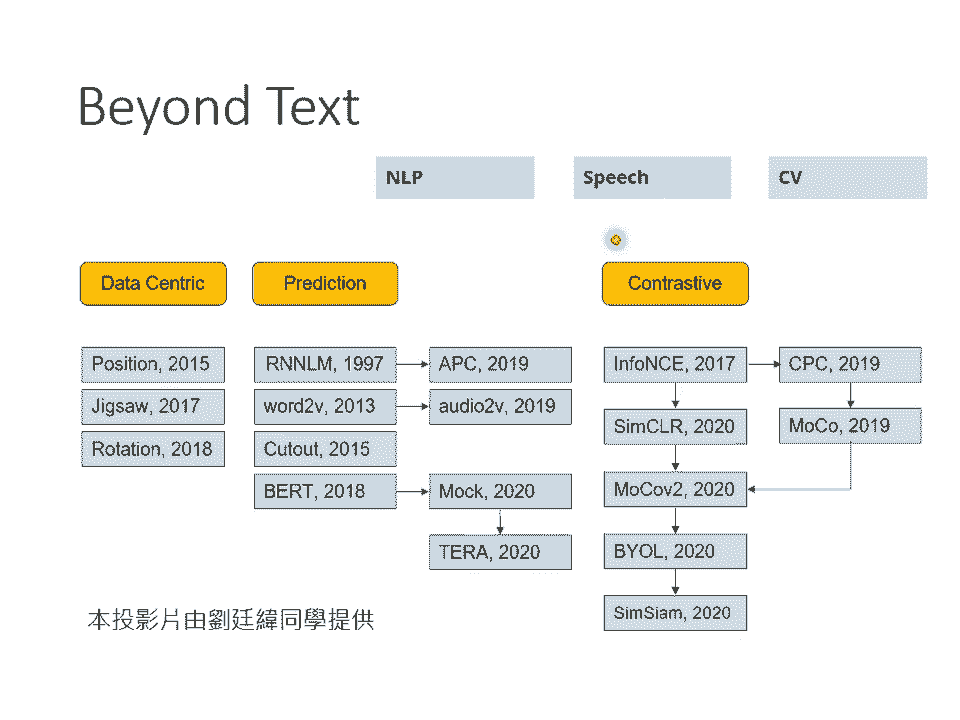 Beyond Text
NLP
Speech
CV
Data Centric
Prediction
Contrastive
Position, 2015
RNNLM, 1997
APC, 2019
InfoNCE, 2017
CPC, 2019
Jigsaw, 2017
word2v, 2013
audio2v, 2019
SimCLR, 2020
MoCo, 2019
Rotation, 2018
Cutout, 2015
BERT, 2018
Mock, 2020
MoCov2, 2020
TERA, 2020
BYOL, 2020
SimSiam, 2020
本投影片由劉廷緯同學提供